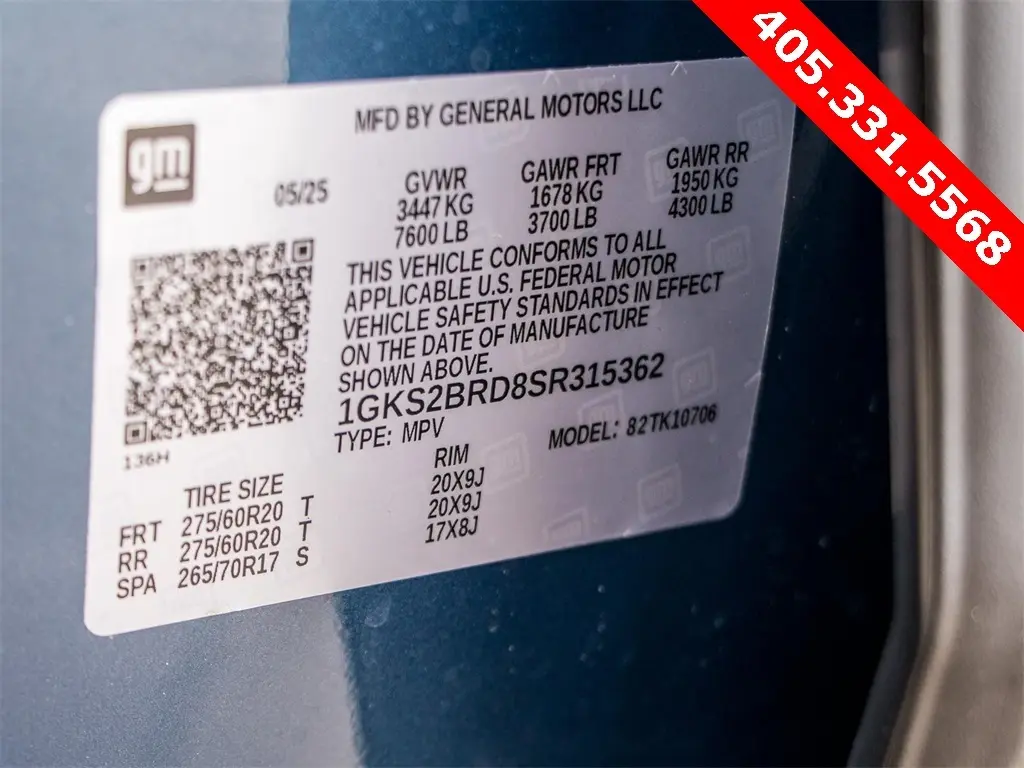 405.331.5568
MFD BY GENERAL MOTORS LLC
gm
05/25
GVWR GAWR FRT GAWR RR
3447 KG 1678 KG 1950 KG
7600 LB 3700 LB 4300 LB
THIS VEHICLE CONFORMS TO ALL
APPLICABLE U.S. FEDERAL MOTOR
VEHICLE SAFETY STANDARDS IN EFFECT
ON THE DATE OF MANUFACTURE
SHOWN ABOVE.
1GKS2BRD8SR315362
TYPE: MPV MODEL: 82TK10706
136H
TIRE SIZE RIM
FRT 275/60R20 T 20X9J
RR 275/60R20 T 20X9J
SPA 265/70R17 S 17X8J